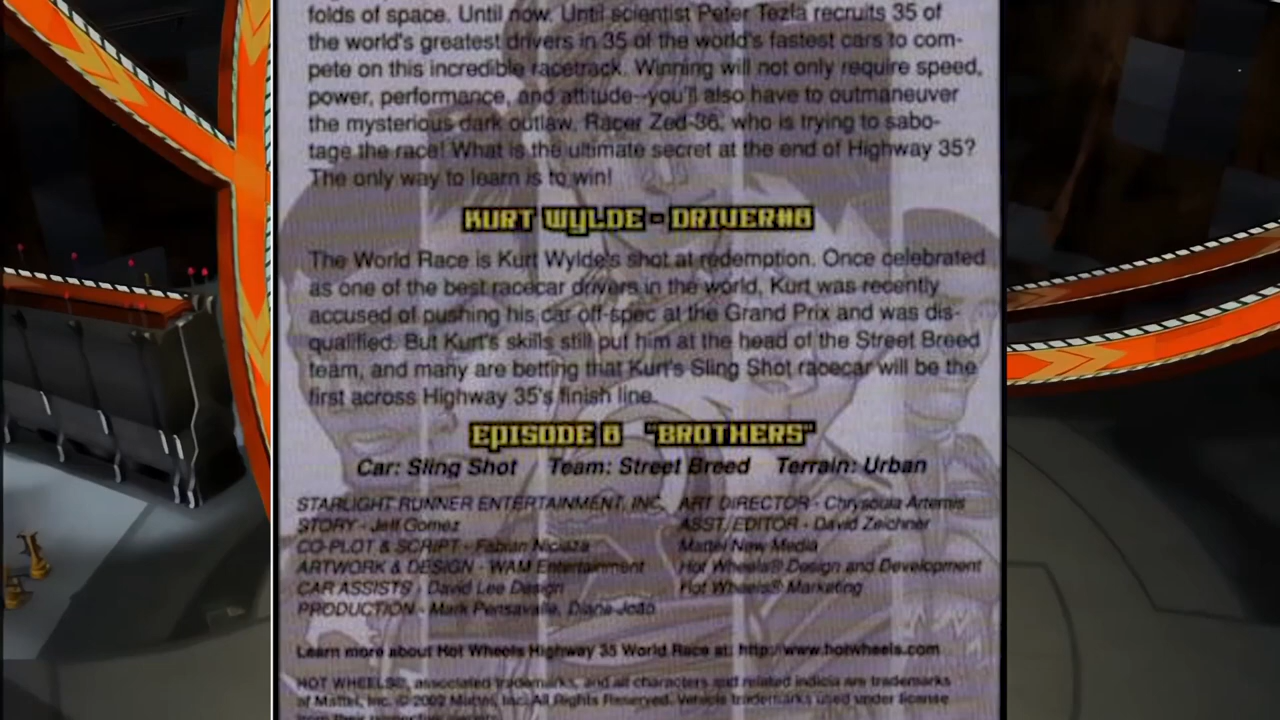 folds of space. Until now. Until scientist Peter Tezla recruits 35 of
the world's greatest drivers in 35 of the world's fastest cars to com-
pete on this incredible racetrack. Winning will not only require speed,
power, performance, and attitude--you'll also have to outmaneuver
the mysterious dark outlaw, Racer Zed-36, who is trying to sabo-
tage the race! What is the ultimate secret at the end of Highway 35?
The only way to learn is to win!
KURT WYLDE - DRIVER#8
The World Race is Kurt Wylde's shot at redemption. Once celebrated
as one of the best racecar drivers in the world, Kurt was recently
accused of pushing his car off-spec at the Grand Prix and was dis-
qualified. But Kurt's skills still put him at the head of the Street Breed
team, and many are betting that Kurt's Sling Shot racecar will be the
first across Highway 35's finish line.
EPISODE 8 "BROTHERS"
Car: Sling Shot Team: Street Breed Terrain: Urban
STARLIGHT RUNNER ENTERTAINMENT, INC.
STORY - Jeff Gomez
CO-PLOT & SCRIPT - Fabian Nicieza
ARTWORK & DESIGN - WAM Entertainment
CAR ASSISTS - David Lee Design
PRODUCTION - Mark Pensavalle, Diana João
ART DIRECTOR - Chrysoula Artemis
ASST. EDITOR - David Zeichner
Mattel New Media
Hot Wheels® Design and Development
Hot Wheels® Marketing
Learn more about Hot Wheels Highway 35 World Race at: http://www.hotwheels.com
HOT WHEELS®, associated trademarks, and all characters and related indicia are trademarks
of Mattel, Inc. © 2002 Mattel, Inc. All Rights Reserved. Vehicle trademarks used under license
from their respective owners.